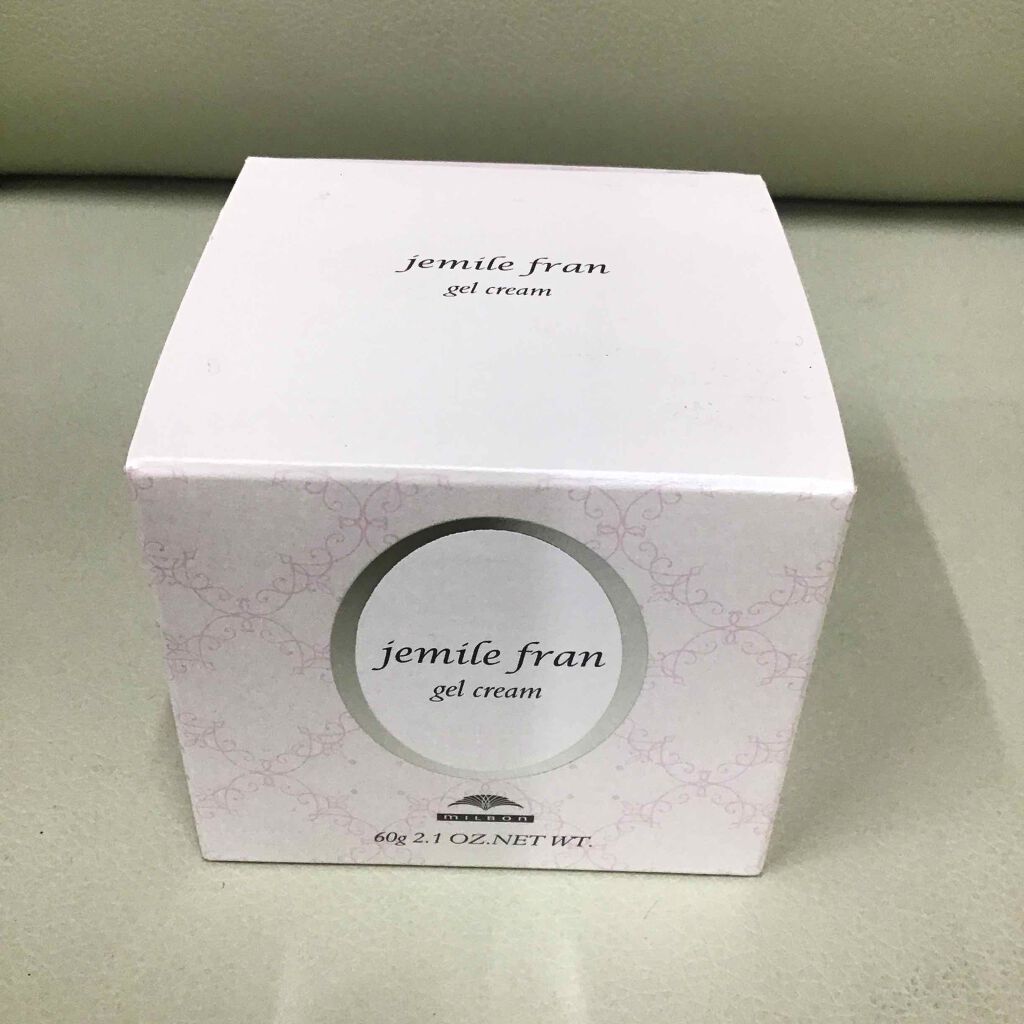 jemile fran
gel cream
jemile fran
gel cream
MILBON
60g 2.1 OZ.NET WT.